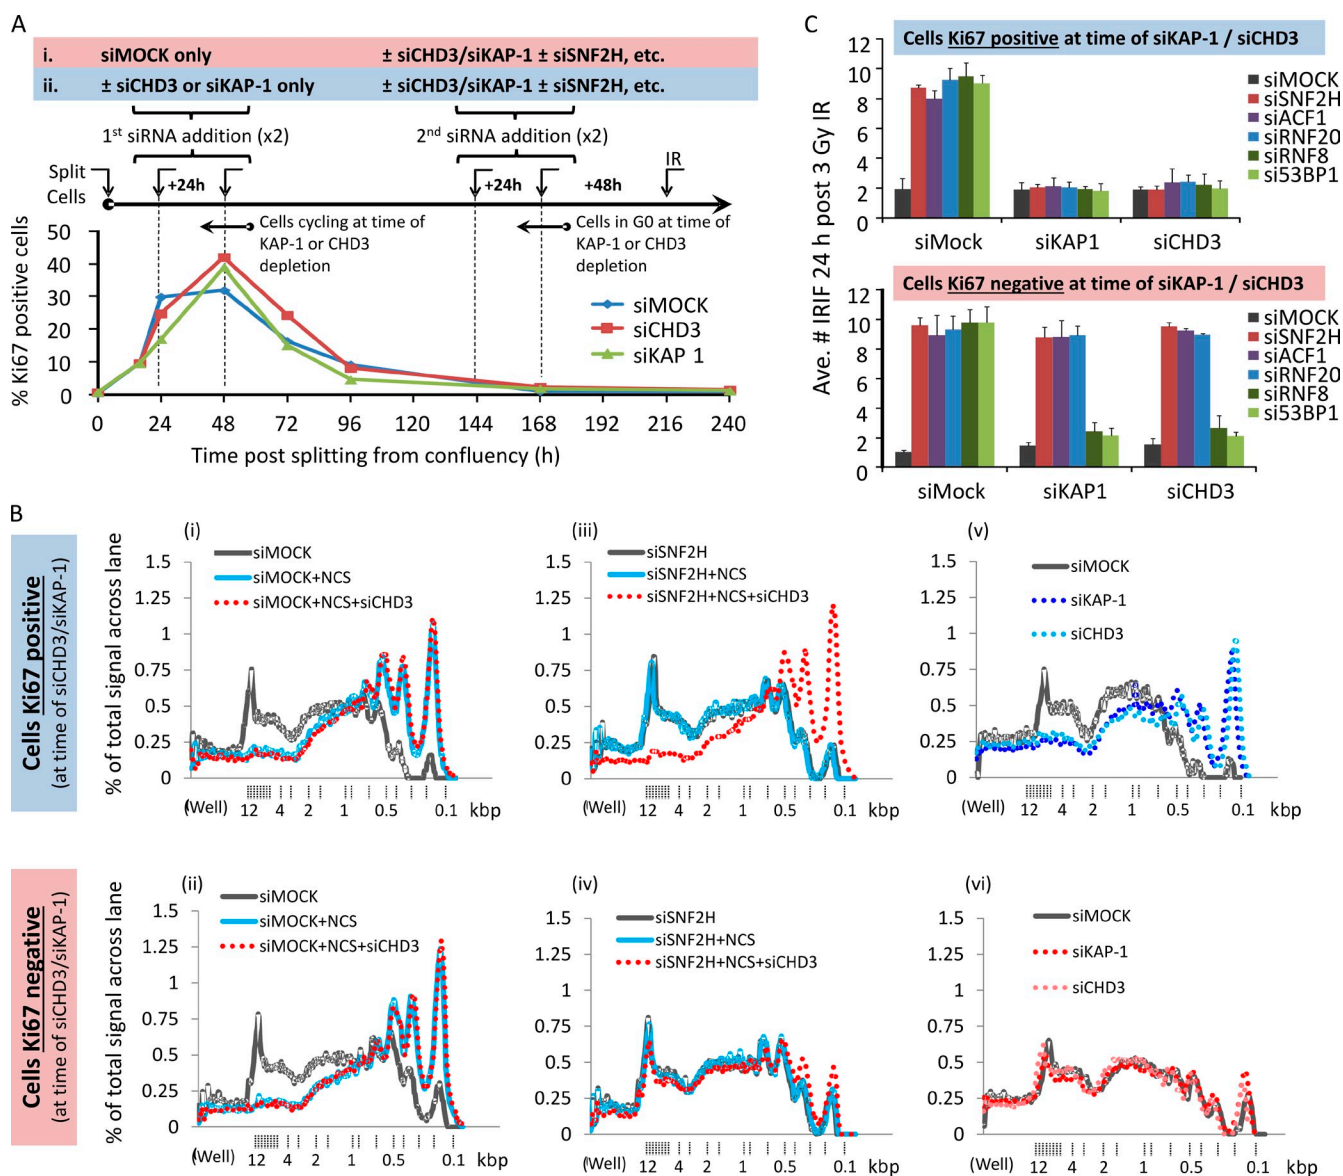 A
i. siMOCK only ± siCHD3/siKAP-1 ± siSNF2H, etc.
ii. ± siCHD3 or siKAP-1 only ± siCHD3/siKAP-1 ± siSNF2H, etc.
1st siRNA addition (x2) 2nd siRNA addition (x2)
Split
Cells
+24h +24h +48h IR
Cells cycling at time of
KAP-1 or CHD3
depletion
Cells in G0 at time of
KAP-1 or CHD3
depletion
% Ki67 positive cells
50
40
30
20
10
0
siMOCK
siCHD3
siKAP 1
0 24 48 72 96 120 144 168 192 216 240
Time post splitting from confluency (h)
C
Cells Ki67 positive at time of siKAP-1 / siCHD3
Ave. # IRIF 24 h post 3 Gy IR
12
10
8
6
4
2
0
siMOCK
siSNF2H
siACF1
siRNF20
siRNF8
si53BP1
siMock siKAP1 siCHD3
Cells Ki67 negative at time of siKAP-1 / siCHD3
12
10
8
6
4
2
0
siMOCK
siSNF2H
siACF1
siRNF20
siRNF8
si53BP1
siMock siKAP1 siCHD3
B
Cells Ki67 positive
(at time of siCHD3/siKAP-1)
% of total signal across lane
(i)
siMOCK
siMOCK+NCS
siMOCK+NCS+siCHD3
1.5
1.25
1
0.75
0.5
0.25
0
(Well) 12 4 2 1 0.5 0.1 kbp
(iii)
siSNF2H
siSNF2H+NCS
siSNF2H+NCS+siCHD3
1.5
1.25
1
0.75
0.5
0.25
0
(Well) 12 4 2 1 0.5 0.1 kbp
(v)
siMOCK
siKAP-1
siCHD3
1.5
1.25
1
0.75
0.5
0.25
0
(Well) 12 4 2 1 0.5 0.1 kbp
Cells Ki67 negative
(at time of siCHD3/siKAP-1)
% of total signal across lane
(ii)
siMOCK
siMOCK+NCS
siMOCK+NCS+siCHD3
1.5
1.25
1
0.75
0.5
0.25
0
(Well) 12 4 2 1 0.5 0.1 kbp
(iv)
siSNF2H
siSNF2H+NCS
siSNF2H+NCS+siCHD3
1.5
1.25
1
0.75
0.5
0.25
0
(Well) 12 4 2 1 0.5 0.1 kbp
(vi)
siMOCK
siKAP-1
siCHD3
1.5
1.25
1
0.75
0.5
0.25
0
(Well) 12 4 2 1 0.5 0.1 kbp